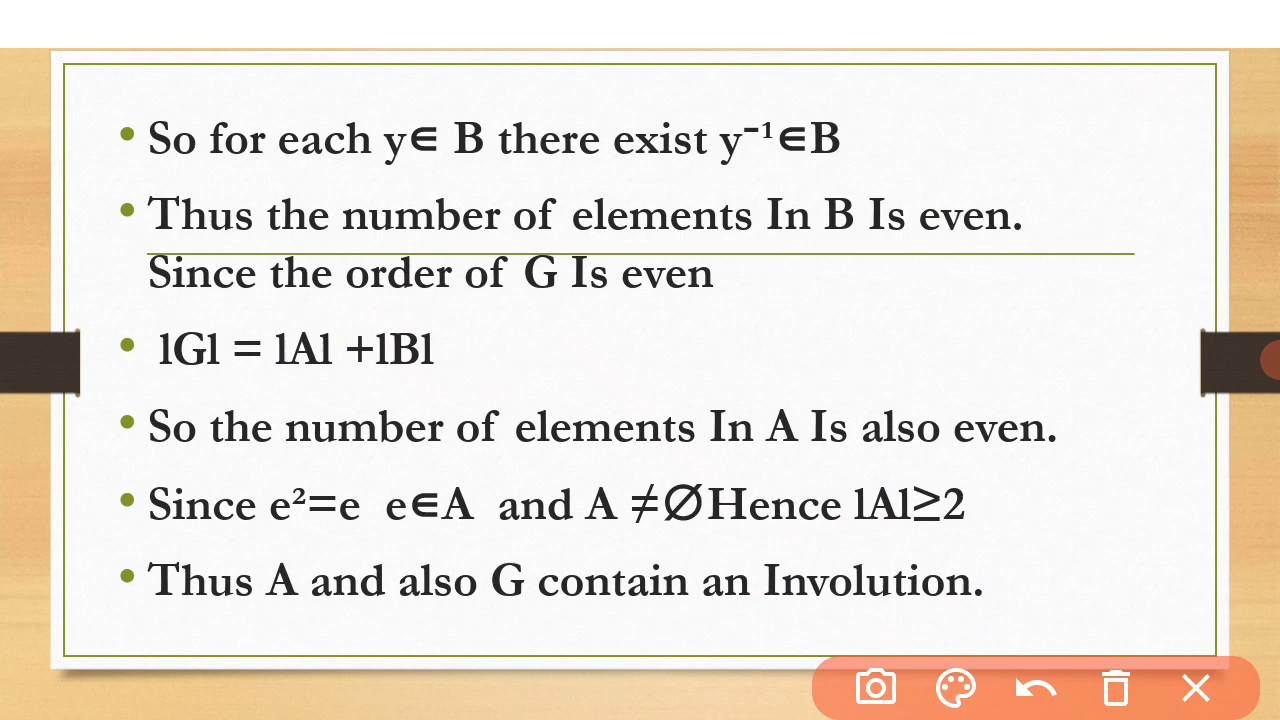 So for each y∈ B there exist y⁻¹∈B
Thus the number of elements In B Is even.
Since the order of G Is even
lGl = lAl +lBl
So the number of elements In A Is also even.
Since e²=e e∈A and A ≠∅Hence lAl≥2
Thus A and also G contain an Involution.